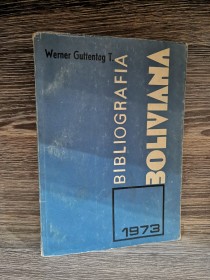 Werner Guttentag T
BIBLIOGRAFIA
BOLIVIANA
1973